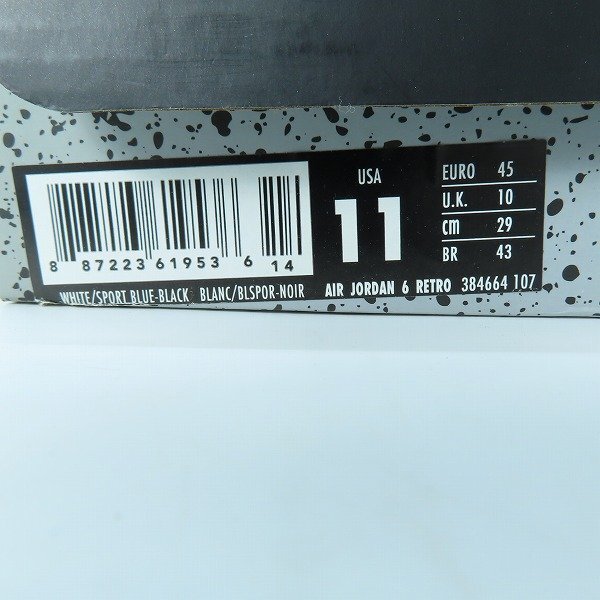 USA
11
EURO 45
U.K. 10
cm 29
BR 43
8 87223 61953 6 14
WHITE/SPORT BLUE-BLACK BLANC/BLSPOR-NOIR
AIR JORDAN 6 RETRO 384664 107